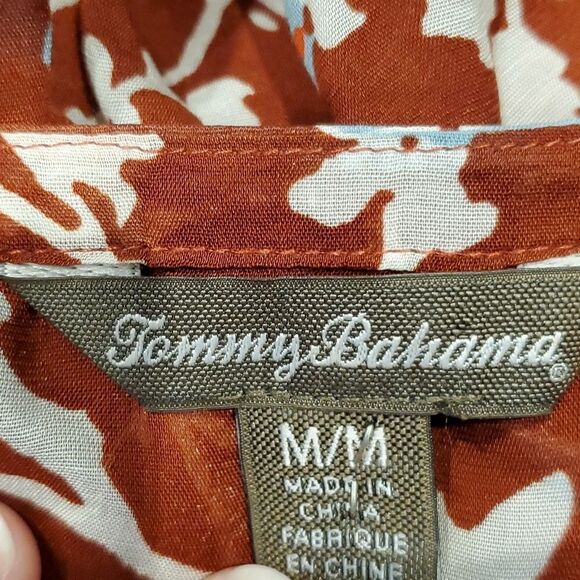 Tommy Bahama®
M/M
MADE IN
CHINA
FABRIQUE
EN CHINE